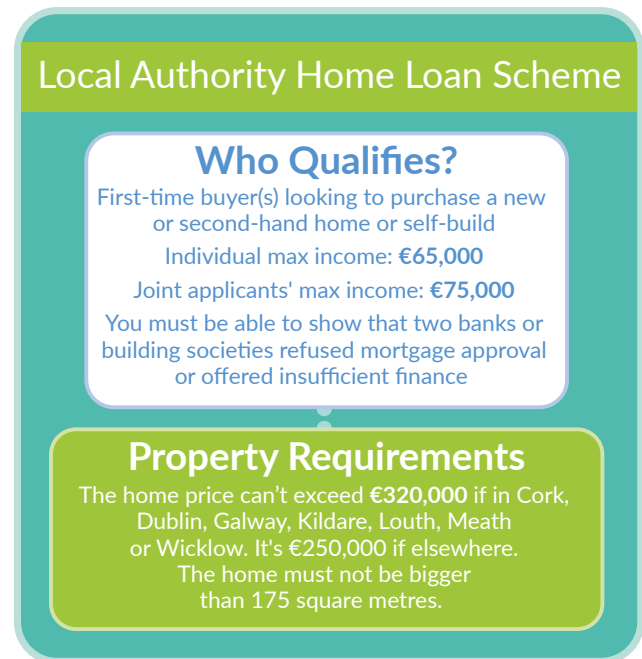 Local Authority Home Loan Scheme
Who Qualifies?
First-time buyer(s) looking to purchase a new
or second-hand home or self-build
Individual max income: €65,000
Joint applicants' max income: €75,000
You must be able to show that two banks or
building societies refused mortgage approval
or offered insufficient finance
Property Requirements
The home price can’t exceed €320,000 if in Cork,
Dublin, Galway, Kildare, Louth, Meath
or Wicklow. It's €250,000 if elsewhere.
The home must not be bigger
than 175 square metres.